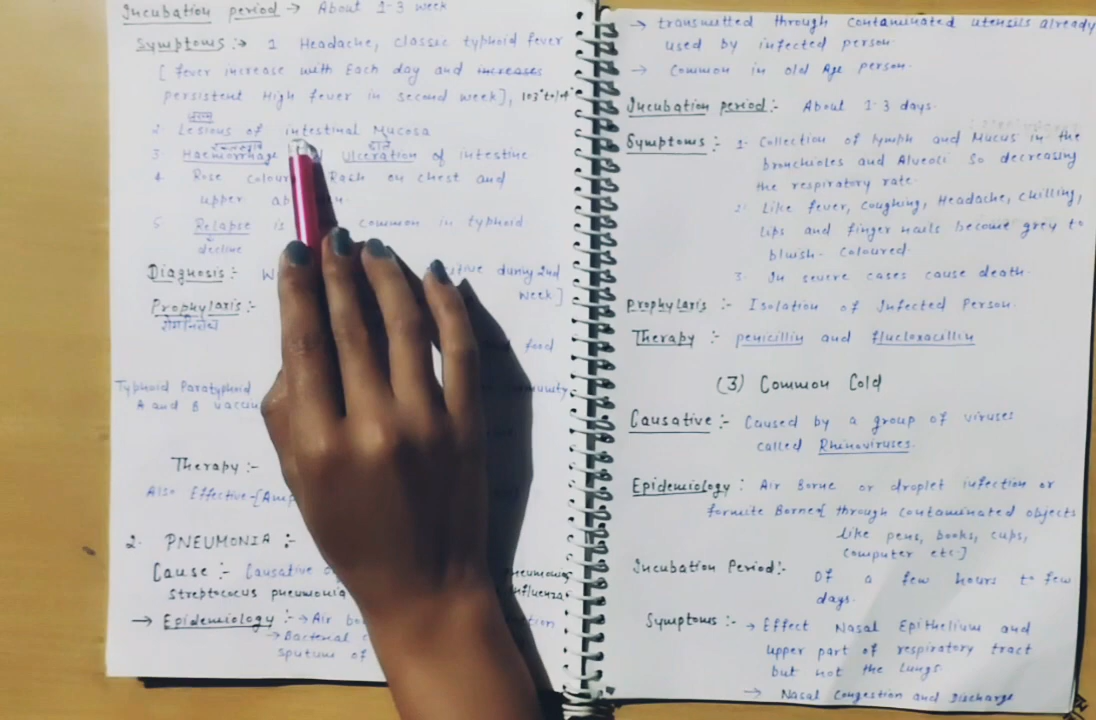 Incubation period → About 1-3 week
Symptoms :→ 1 Headache, classic typhoid fever
[ fever increase with Each day and increases
persistent High fever in second week], 103° to 104°
2. Lesions of intestinal Mucosa
3. Haemorrhage Ulceration of intestine
4. Rose Rash on chest and
upper
5. Relapse is common in typhoid
decline
Diagnosis :- during 2nd
week]
Prophylaxis :-
food
Typhoid Paratyphoid
A and B
Therapy :-
Also Effective -
2. PNEUMONIA :-
Cause :- Causative
streptococus
→ Epidemiology :- → Air
→ Bacterial
sputum of
→ transmitted through contaminated utensils already
used by infected person.
→ Common in old Age person.
Incubation period :- About 1-3 days.
Symptoms :- 1. Collection of lymph and Mucus in the
bronchioles and Alveoli so decreasing
the respiratory rate.
2. Like fever, coughing, Headache, chilling,
lips and finger nails become grey to
bluish- coloured.
3. In severe cases cause death.
prophylaxis :- Isolation of Infected Person.
Therapy :- penicillin and flucloxacillin
(3) Common Cold
Causative :- Caused by a group of viruses
called Rhinoviruses.
Epidemiology : Air Borne or droplet infection or
formite Borne[ through contaminated objects
like pens, books, cups,
computer etc.]
Incubation Period :- Of a few hours to few
days.
Symptoms :- → Effect Nasal Epithelium and
upper part of respiratory tract
but not the Lungs.
→ Nasal Congestion and Discharge